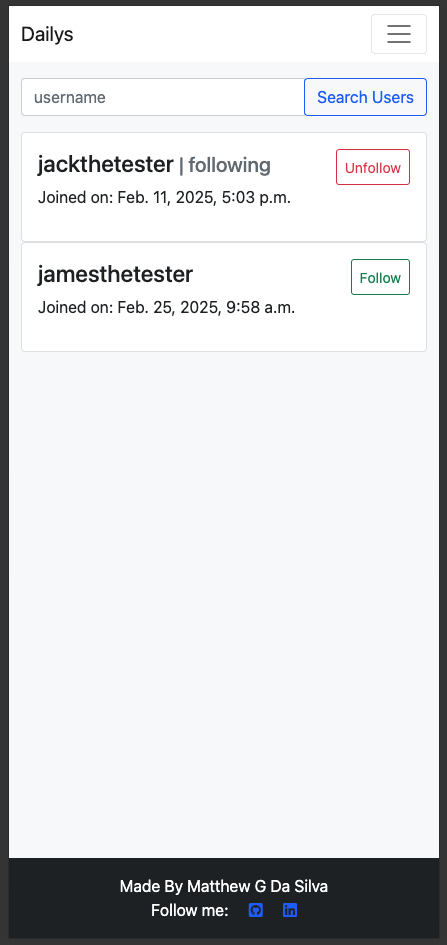 Dailys
username Search Users
jackthetester | following Unfollow
Joined on: Feb. 11, 2025, 5:03 p.m.
jamesthetester Follow
Joined on: Feb. 25, 2025, 9:58 a.m.
Made By Matthew G Da Silva
Follow me: